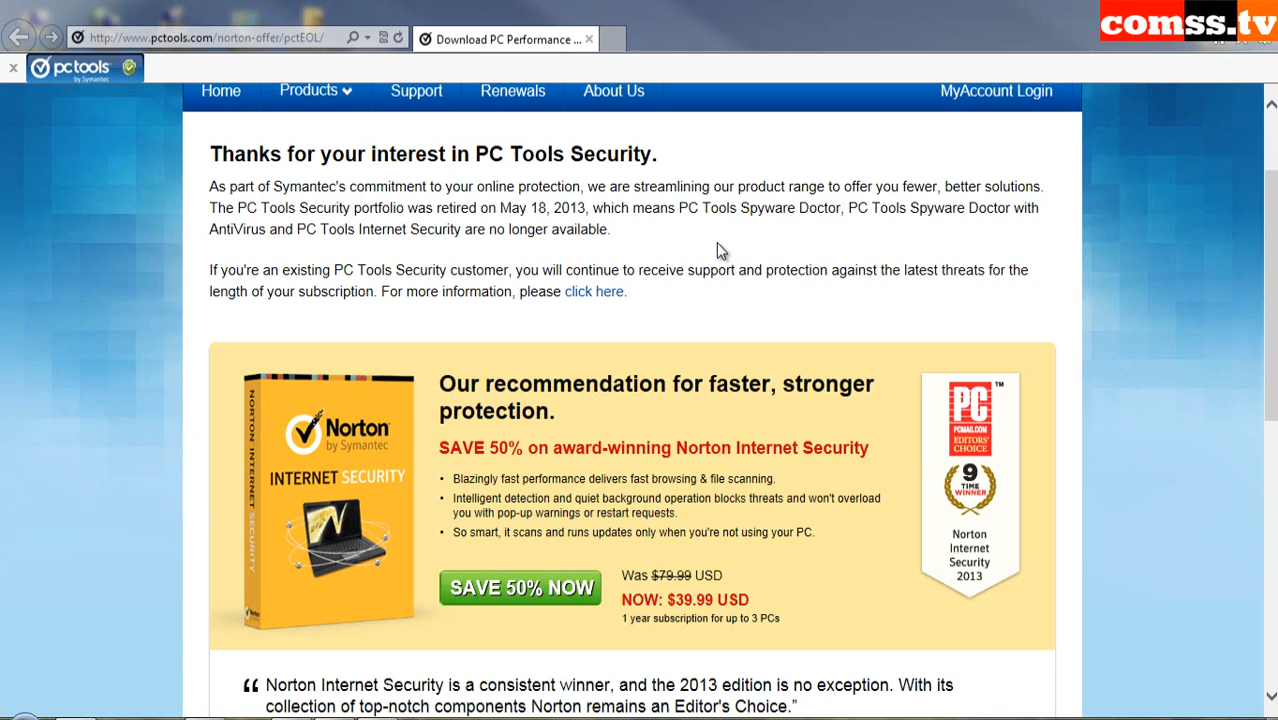 comss.tv
http://www.pctools.com/norton-offer/pctEOL/
Download PC Performance ...
pctools
by Symantec
Home
Products
Support
Renewals
About Us
MyAccount Login
Thanks for your interest in PC Tools Security.
As part of Symantec's commitment to your online protection, we are streamlining our product range to offer you fewer, better solutions.
The PC Tools Security portfolio was retired on May 18, 2013, which means PC Tools Spyware Doctor, PC Tools Spyware Doctor with
AntiVirus and PC Tools Internet Security are no longer available.
If you're an existing PC Tools Security customer, you will continue to receive support and protection against the latest threats for the
length of your subscription. For more information, please click here.
NORTON INTERNET SECURITY
Norton
by Symantec
INTERNET SECURITY
Our recommendation for faster, stronger
protection.
SAVE 50% on award-winning Norton Internet Security
• Blazingly fast performance delivers fast browsing & file scanning.
• Intelligent detection and quiet background operation blocks threats and won't overload
you with pop-up warnings or restart requests.
• So smart, it scans and runs updates only when you're not using your PC.
SAVE 50% NOW
Was $79.99 USD
NOW: $39.99 USD
1 year subscription for up to 3 PCs
PC
™
PCMAG.COM
EDITORS'
CHOICE
9
TIME
WINNER
Norton
Internet
Security
2013
“ Norton Internet Security is a consistent winner, and the 2013 edition is no exception. With its
collection of top-notch components Norton remains an Editor's Choice.”